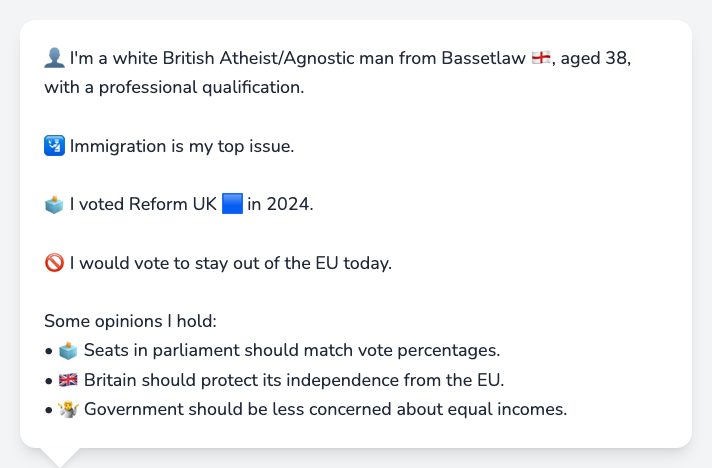 👤 I'm a white British Atheist/Agnostic man from Bassetlaw 🏴󠁧󠁢󠁥󠁮󠁧󠁿, aged 38,
with a professional qualification.
🛂 Immigration is my top issue.
🗳️ I voted Reform UK 🟦 in 2024.
🚫 I would vote to stay out of the EU today.
Some opinions I hold:
• 🗳️ Seats in parliament should match vote percentages.
• 🇬🇧 Britain should protect its independence from the EU.
• 🤷 Government should be less concerned about equal incomes.